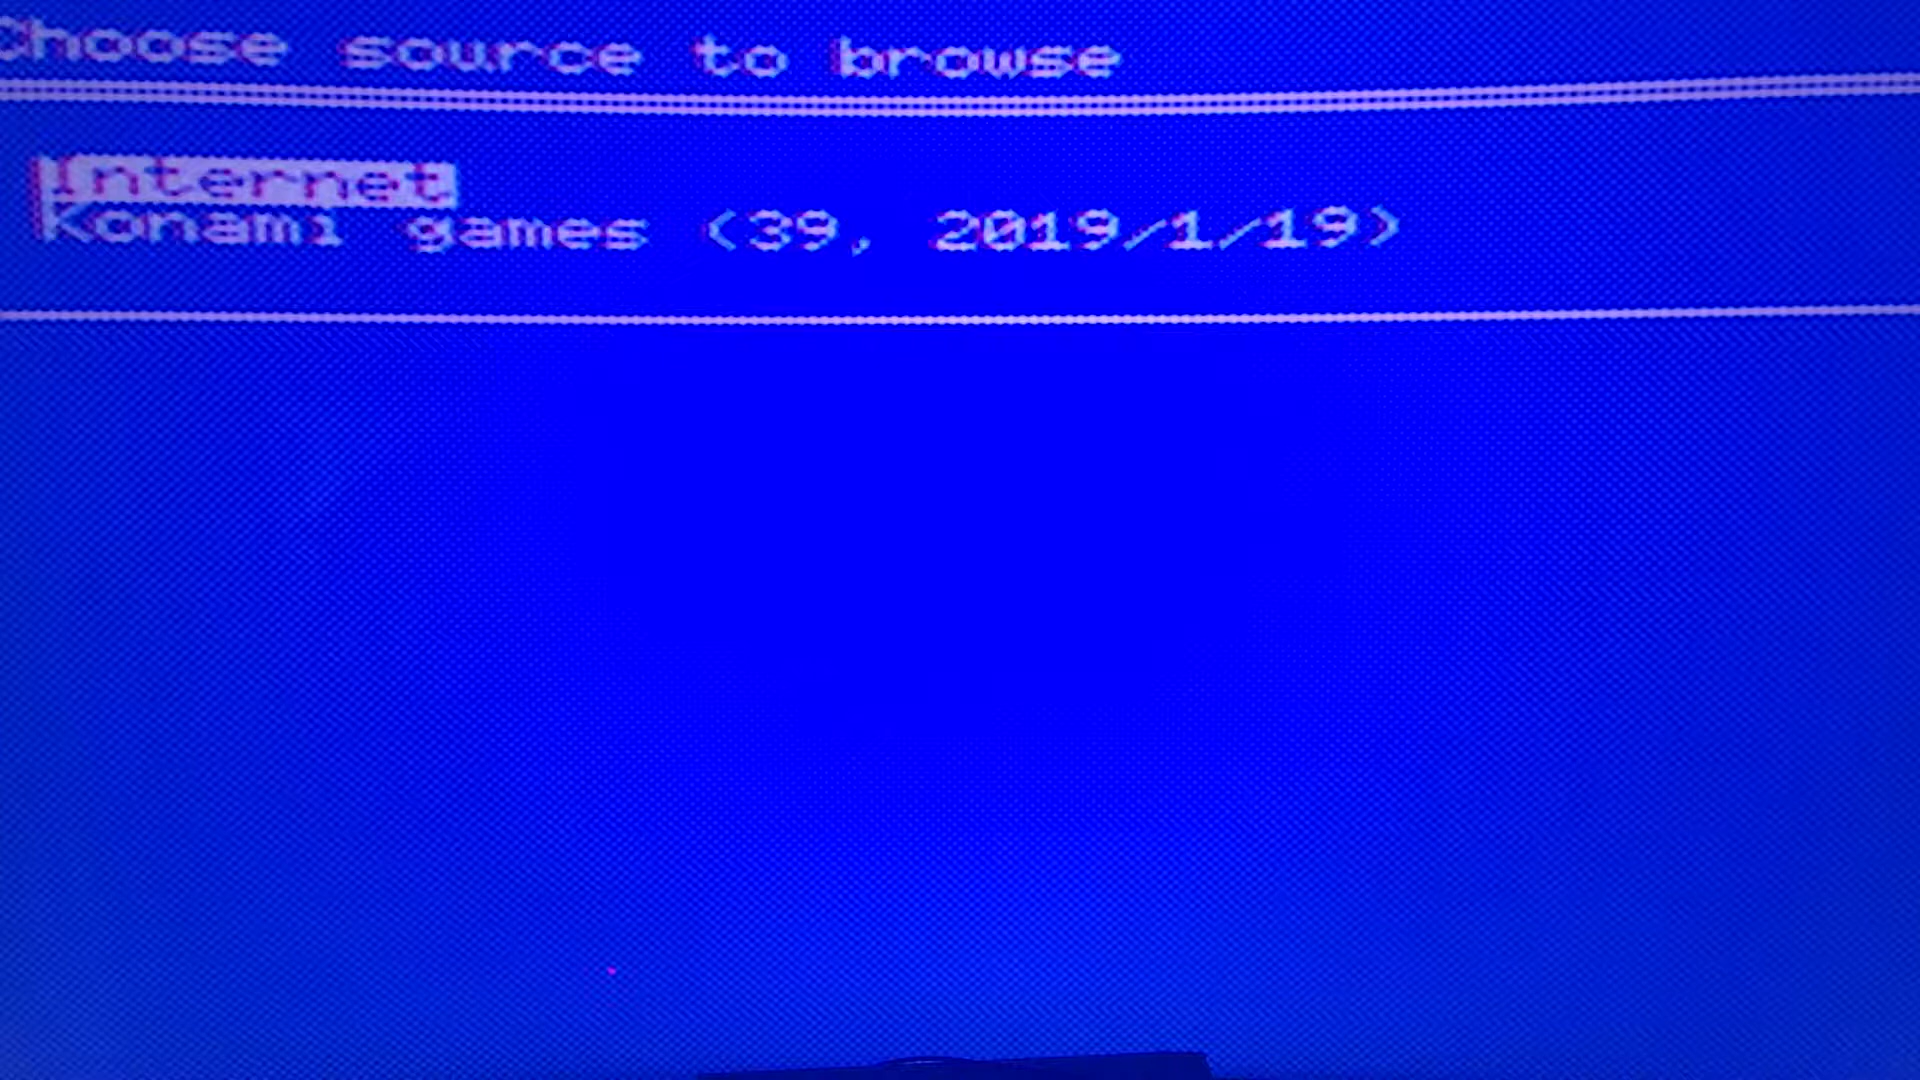 Choose source to browse
Internet
Konami games (39, 2019/1/19)